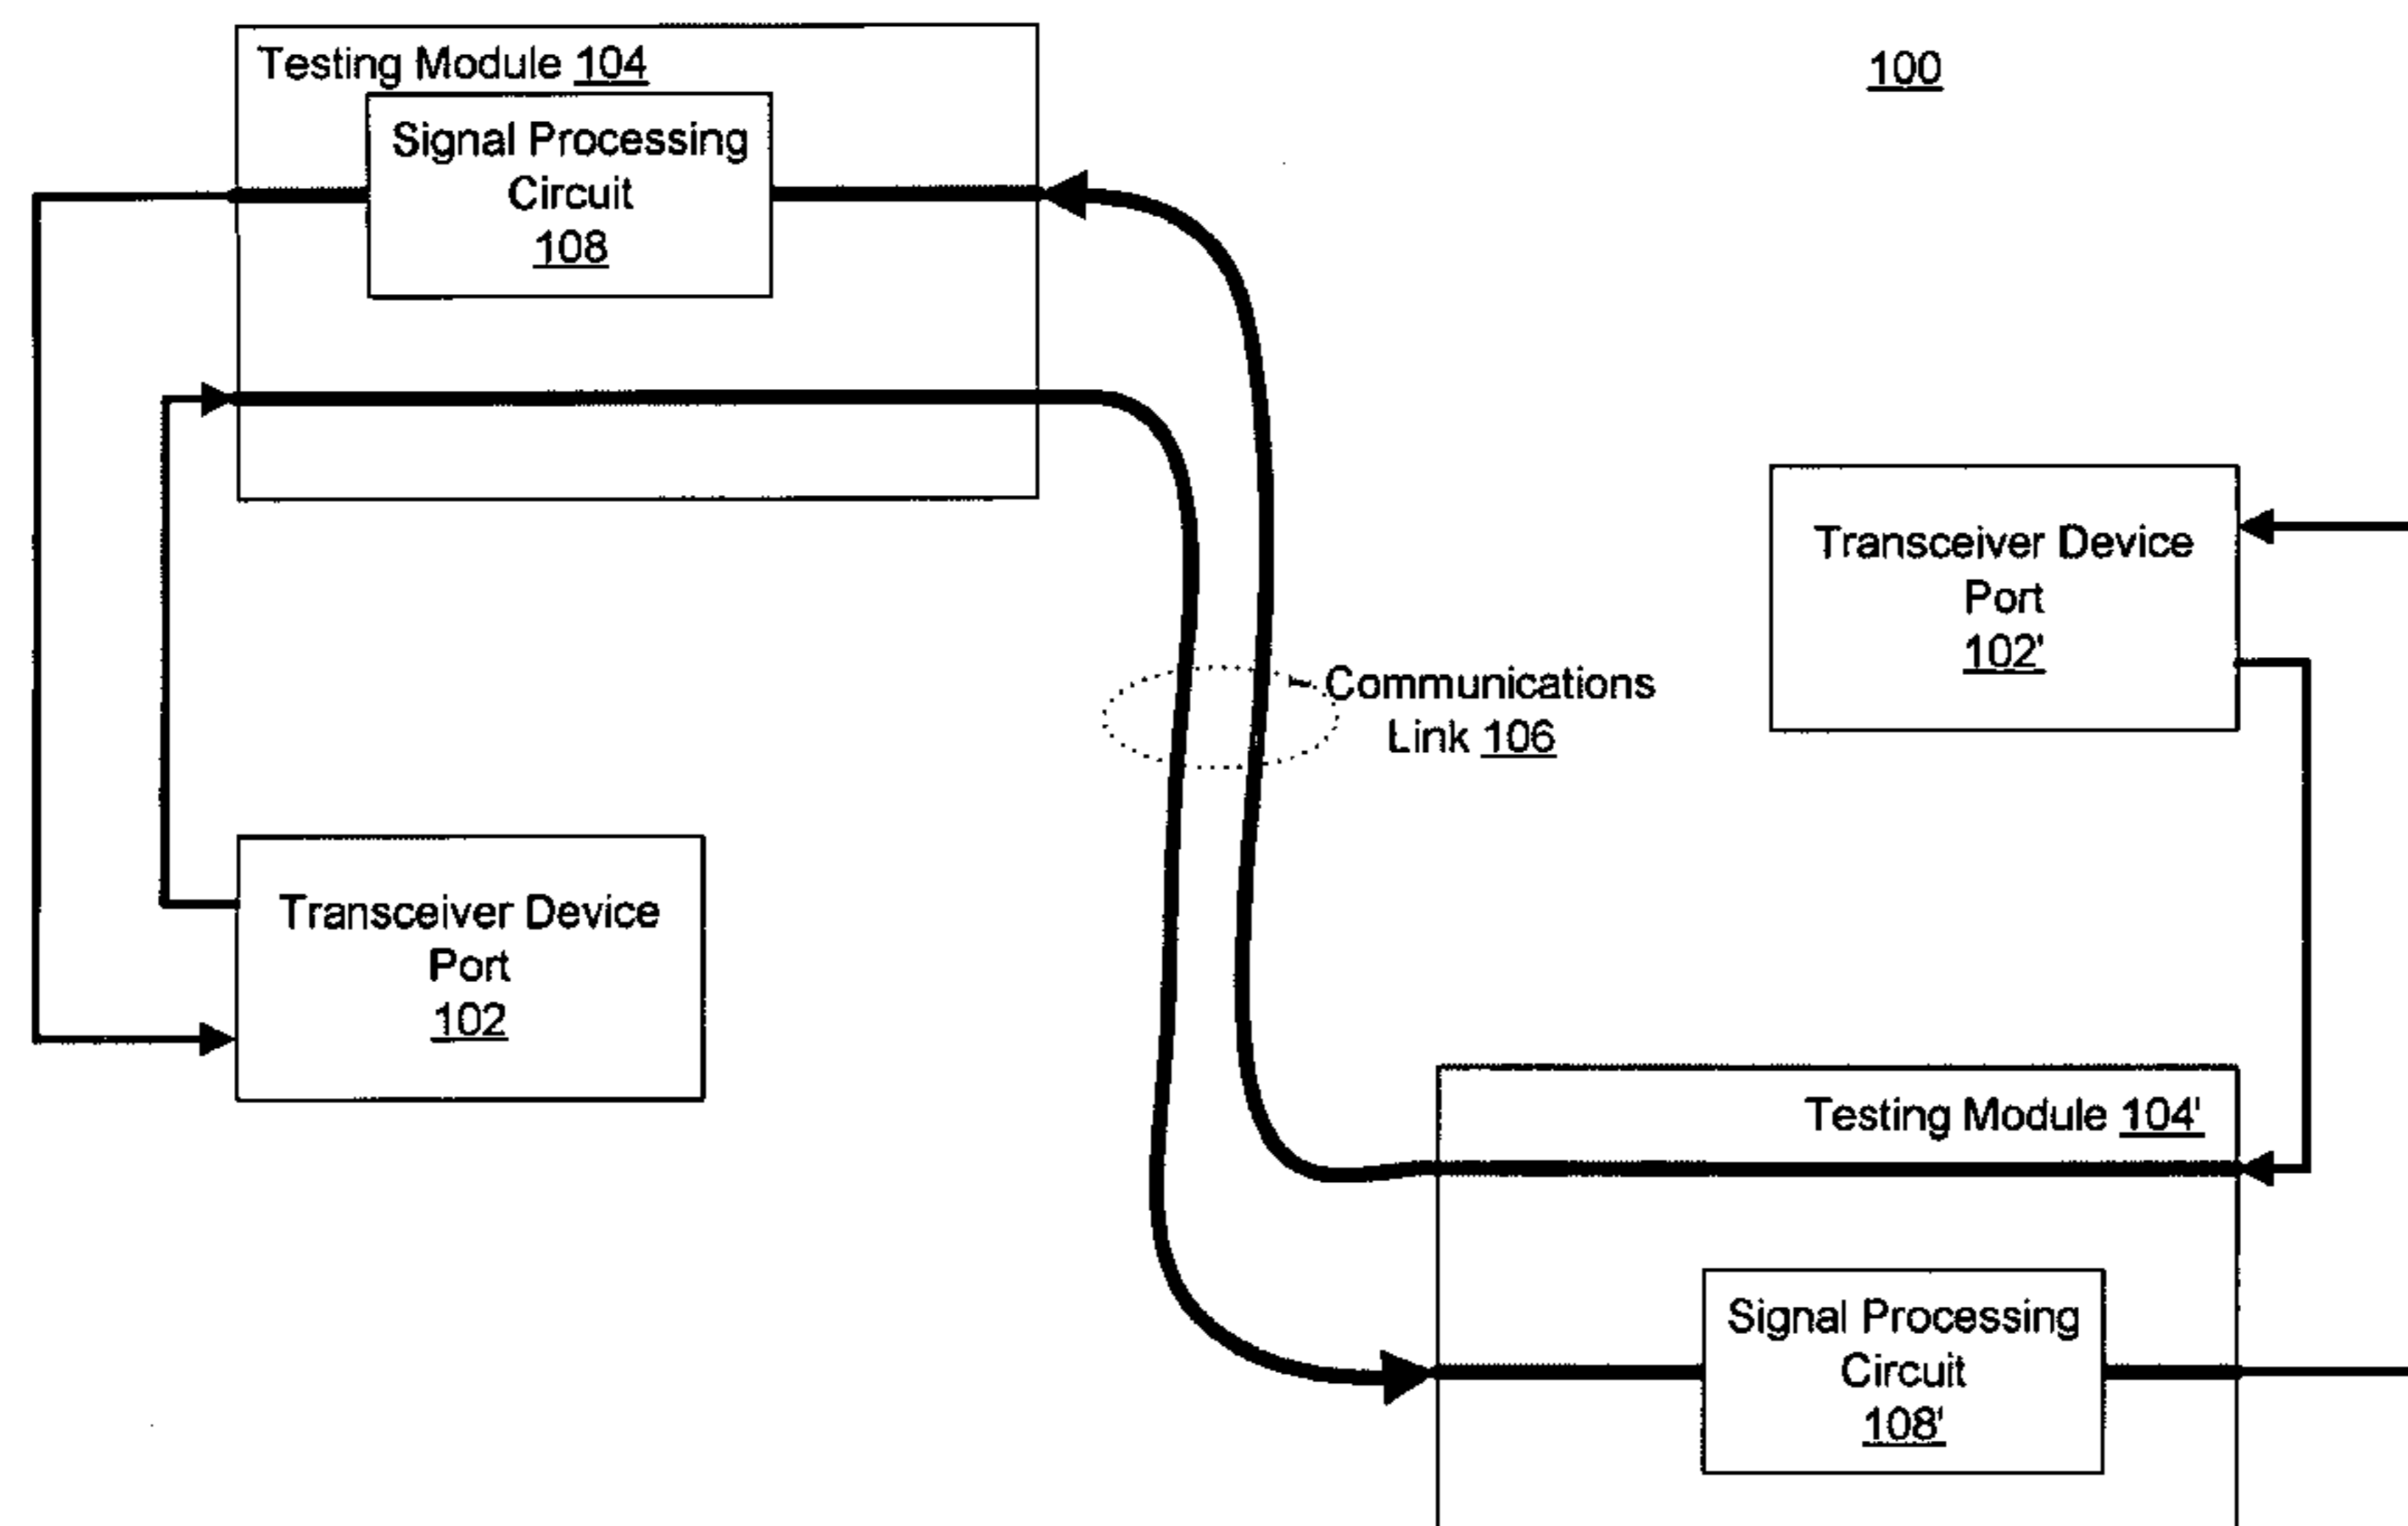 Testing Module 104
100
Signal Processing
Circuit
108
Transceiver Device
Port
102'
Communications
Link 106
Transceiver Device
Port
102
Testing Module 104'
Signal Processing
Circuit
108'